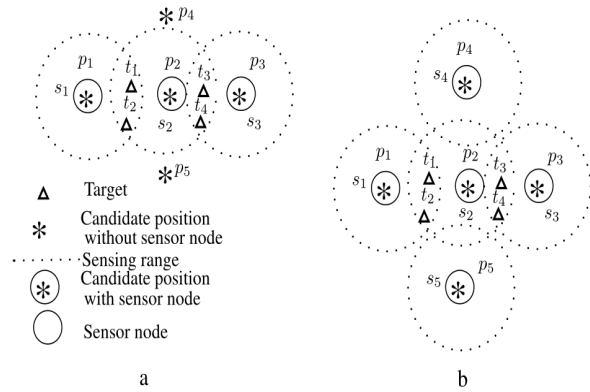 p4
p1 p2 p3
t1 t3
s1 t2 t4
s2 s3
p5
Target
Candidate position
without sensor node
Sensing range
Candidate position
with sensor node
Sensor node
a
p4
s4
p1 p2 p3
t1 t3
s1 t2 t4
s2 s3
p5
s5
b